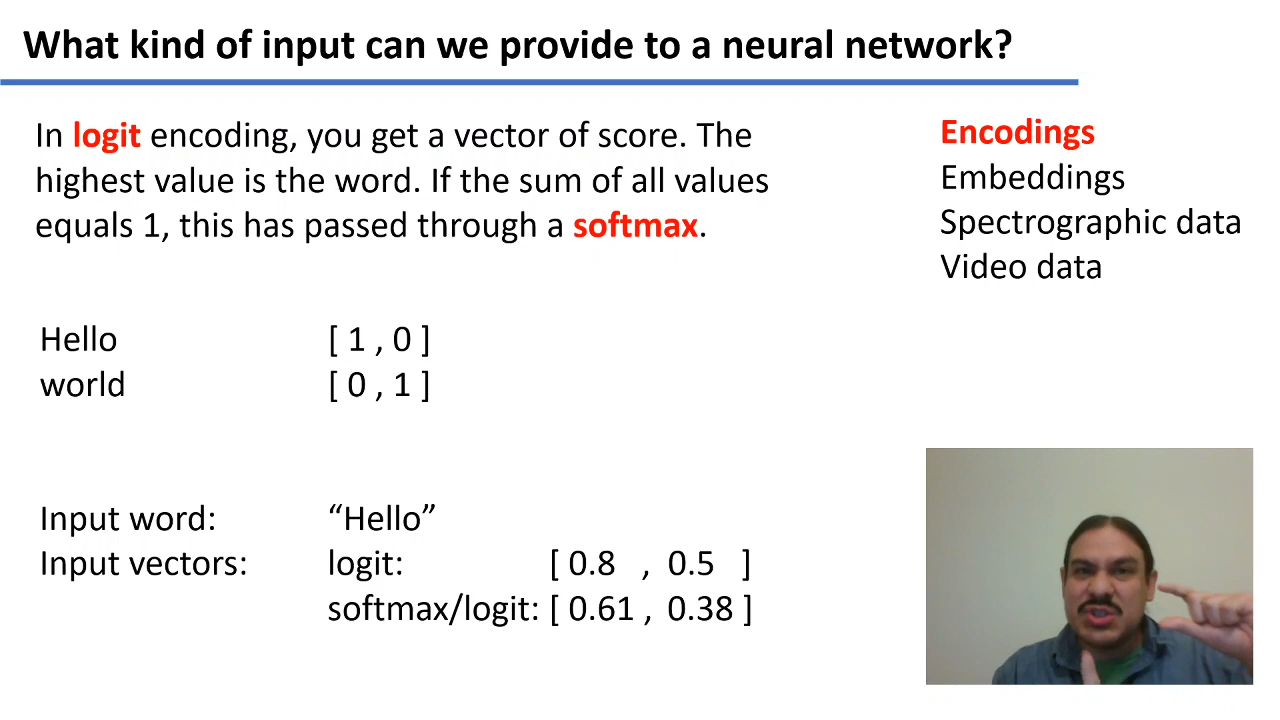 What kind of input can we provide to a neural network?
In logit encoding, you get a vector of score. The
highest value is the word. If the sum of all values
equals 1, this has passed through a softmax.
Encodings
Embeddings
Spectrographic data
Video data
Hello [ 1 , 0 ]
world [ 0 , 1 ]
Input word: “Hello”
Input vectors: logit: [ 0.8 , 0.5 ]
softmax/logit: [ 0.61 , 0.38 ]